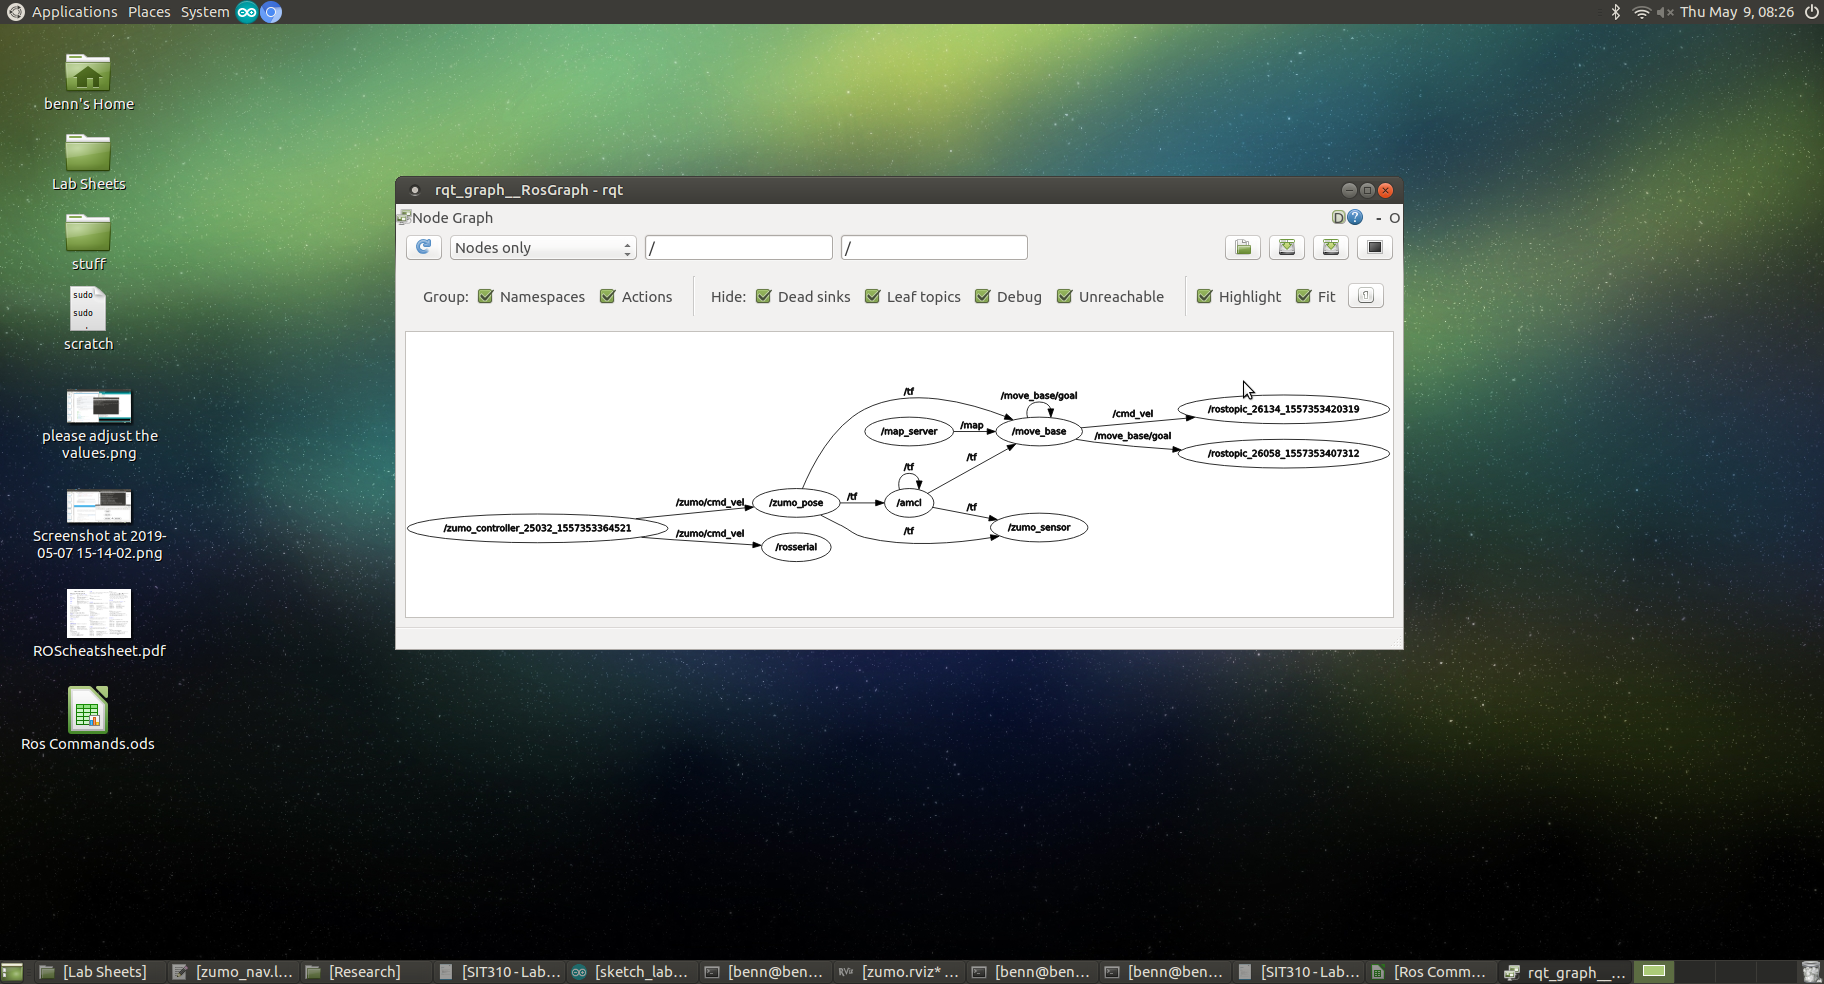 Applications Places System
Thu May 9, 08:26
benn's Home
Lab Sheets
stuff
sudo
sudo
scratch
please adjust the
values.png
Screenshot at 2019-
05-07 15-14-02.png
ROScheatsheet.pdf
Ros Commands.ods
rqt_graph__RosGraph - rqt
Node Graph
D ? - O
Nodes only / /
Group: Namespaces Actions Hide: Dead sinks Leaf topics Debug Unreachable Highlight Fit
/tf
/move_base/goal
/cmd_vel
/rostopic_26134_1557353420319
/map_server
/map
/move_base
/move_base/goal
/rostopic_26058_1557353407312
/tf
/tf
/zumo/cmd_vel
/zumo_pose
/tf
/amcl
/tf
/zumo_controller_25032_1557353364521
/zumo/cmd_vel
/tf
/zumo_sensor
/rosserial
[Lab Sheets] [zumo_nav.l... [Research] [SIT310 - Lab... [sketch_lab... [benn@ben... RViz [zumo.rviz* ... [benn@ben... [benn@ben... [SIT310 - Lab... [Ros Comm... rqt_graph__...